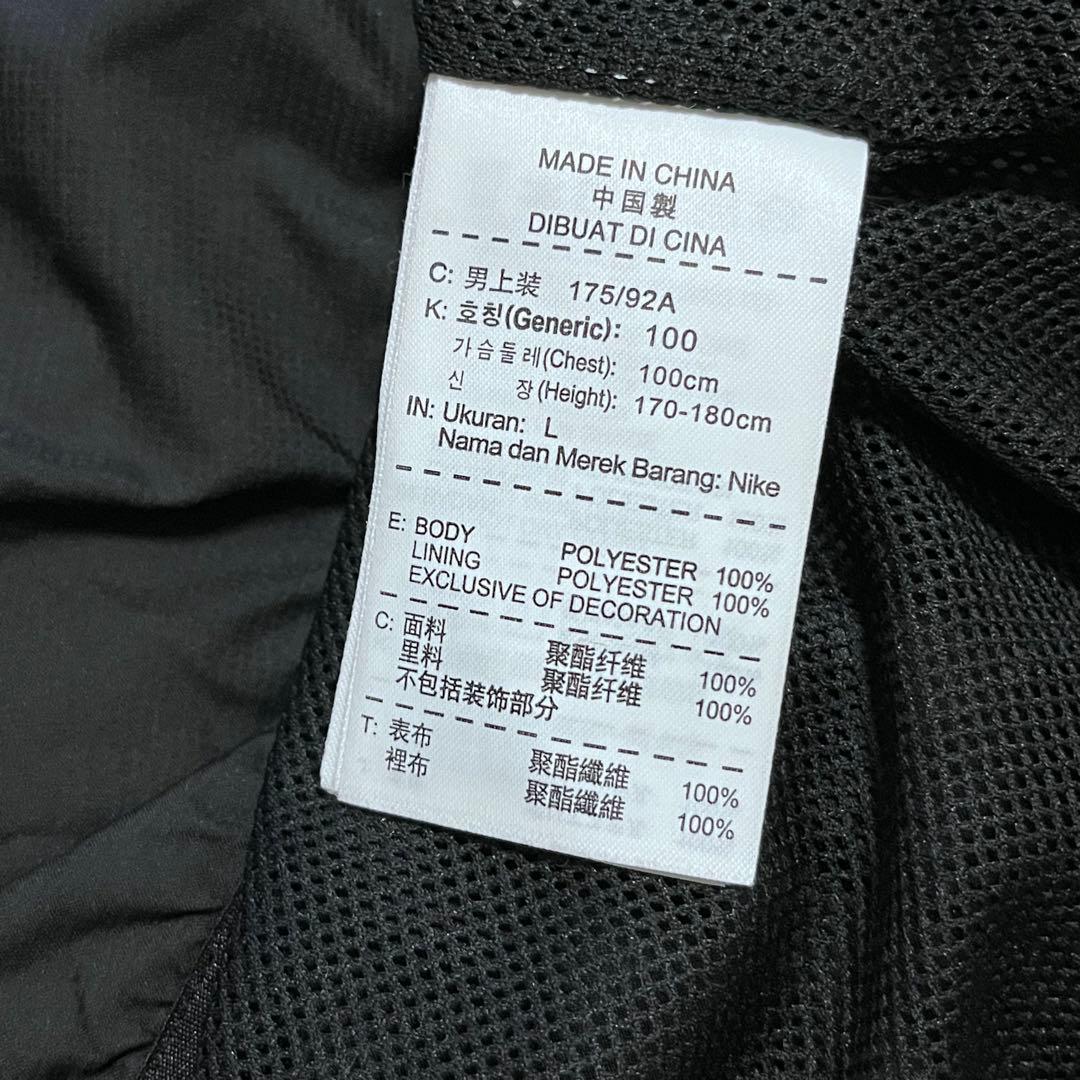 MADE IN CHINA
中国製
DIBUAT DI CINA
C: 男上装 175/92A
K: 호칭(Generic): 100
가슴둘레(Chest): 100cm
신 장(Height): 170-180cm
IN: Ukuran: L
Nama dan Merek Barang: Nike
E: BODY POLYESTER 100%
LINING POLYESTER 100%
EXCLUSIVE OF DECORATION
C: 面料 聚酯纤维 100%
里料 聚酯纤维 100%
不包括装饰部分
T: 表布 聚酯纖維 100%
裡布 聚酯纖維 100%